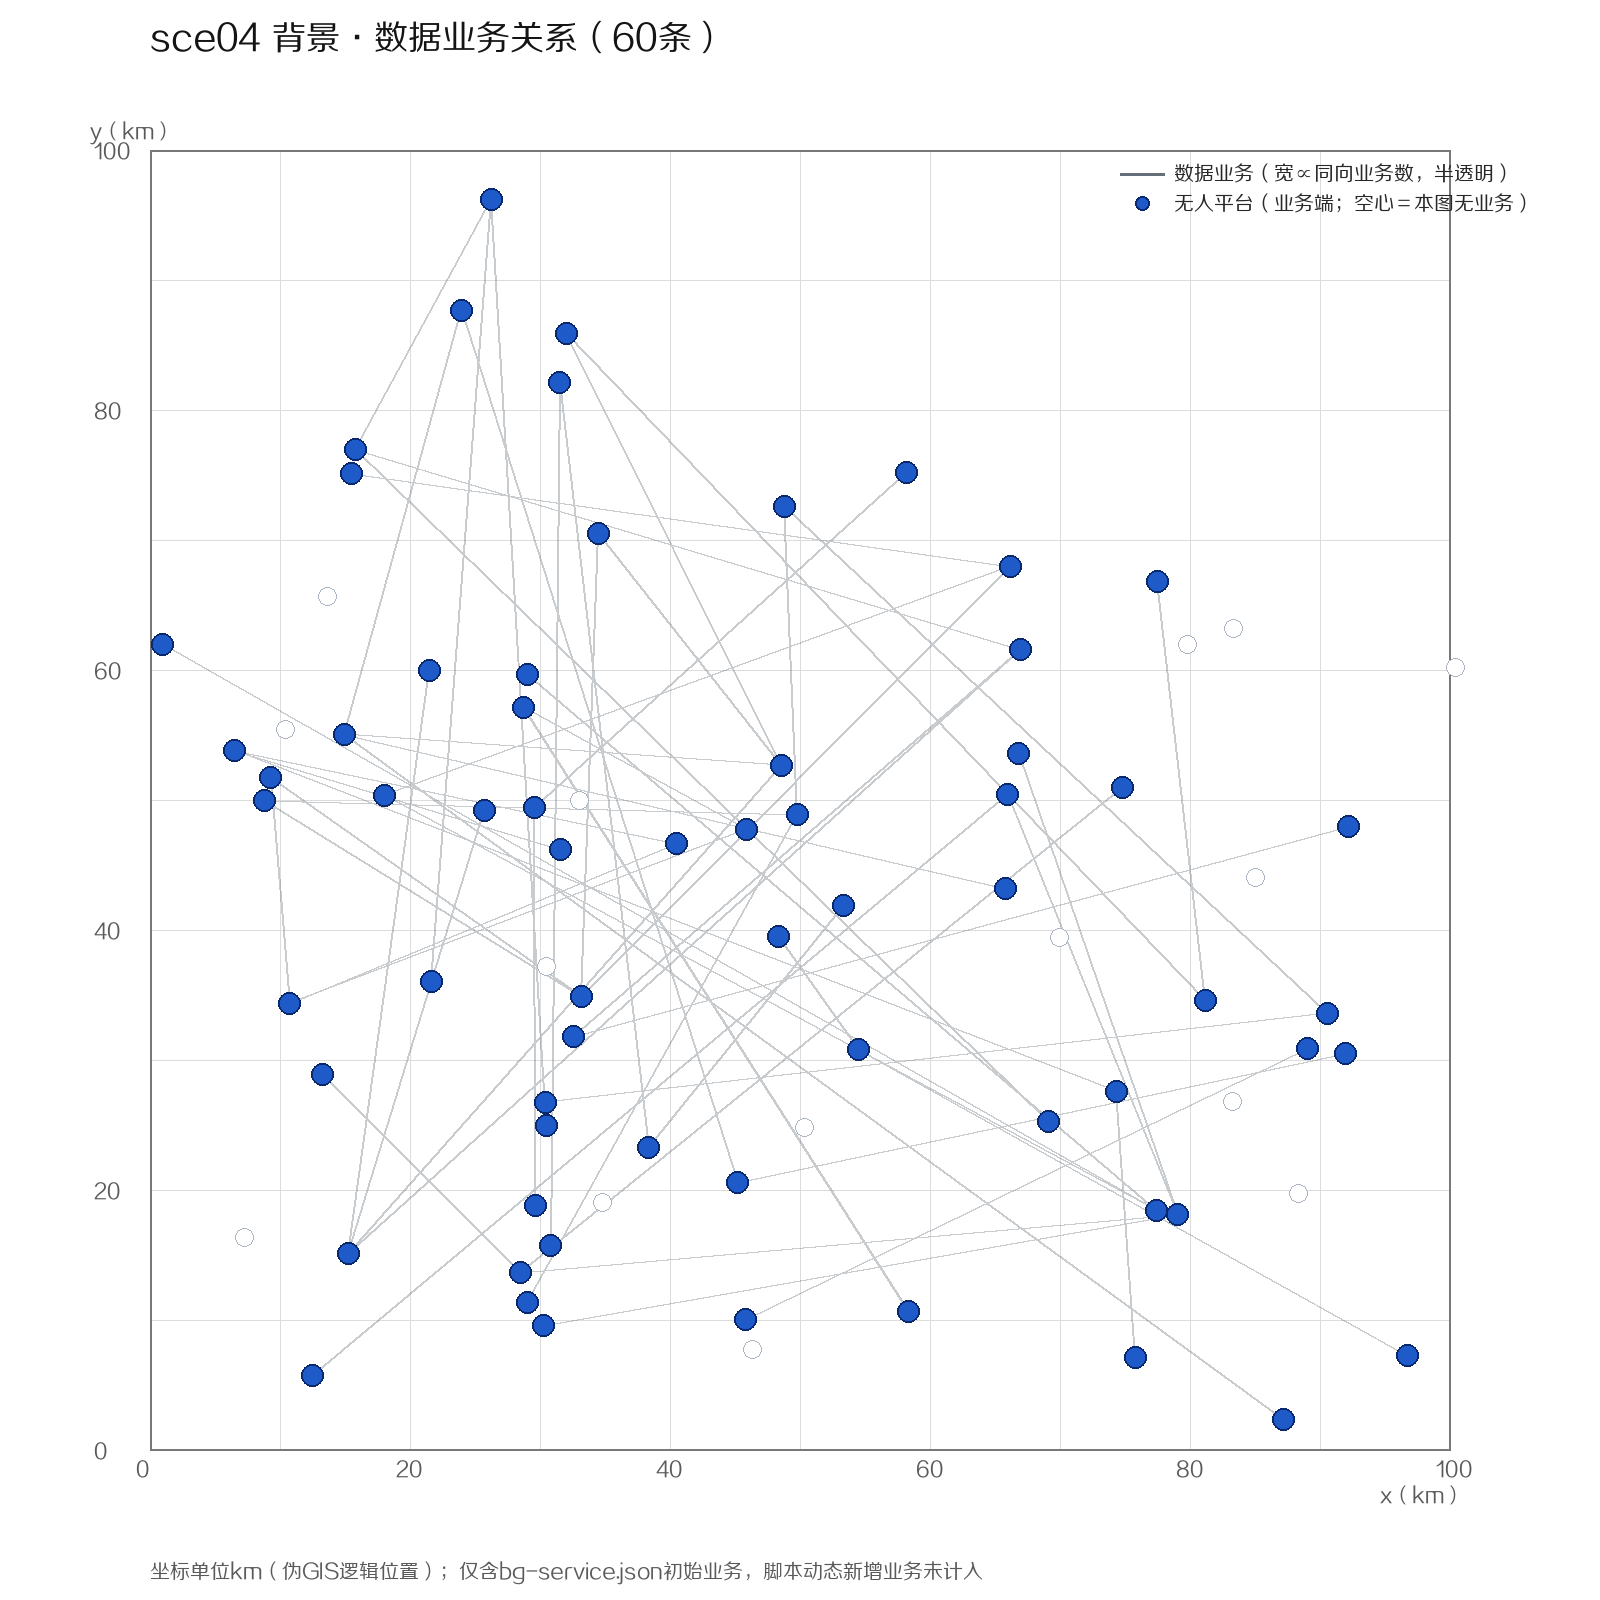 sce04 背景·数据业务关系（60条）
y（km）
100
数据业务（宽∝同向业务数，半透明）
无人平台（业务端；空心＝本图无业务）
80
60
40
20
0
0 20 40 60 80 100
x（km）
坐标单位km（伪GIS逻辑位置）；仅含bg-service.json初始业务，脚本动态新增业务未计入